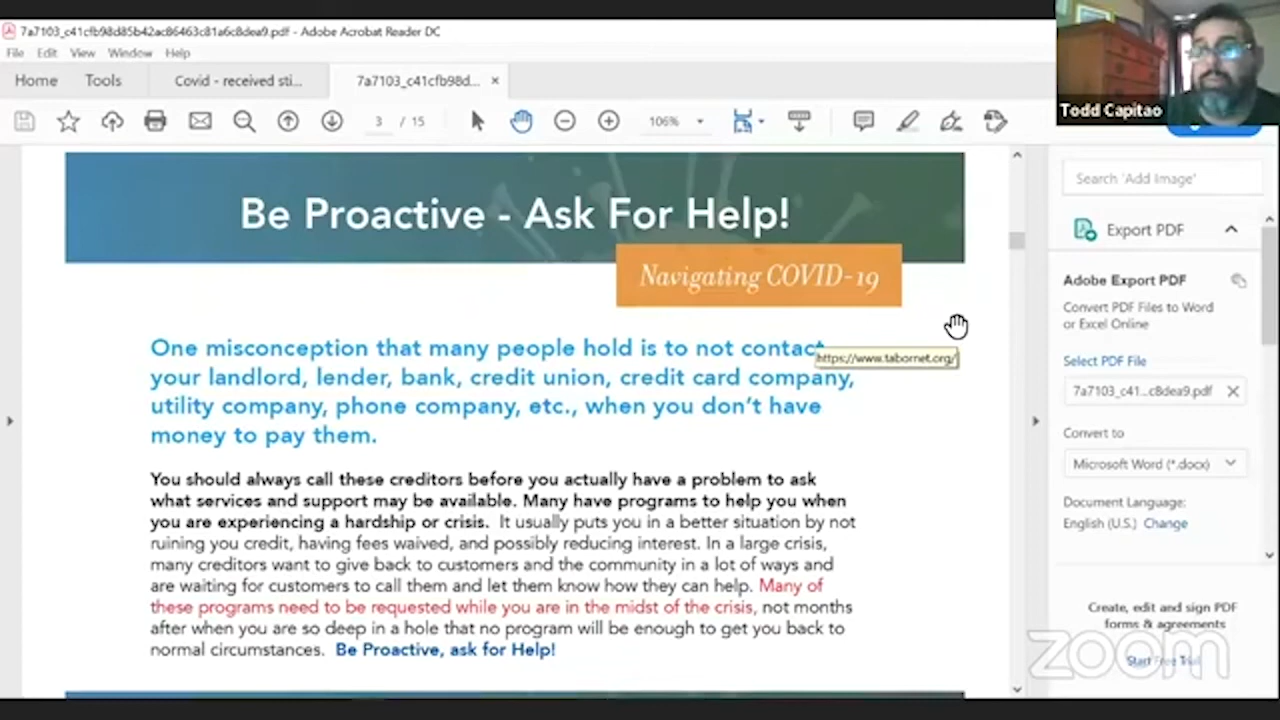 7a7103_c41cfb98d85b42ac86463c81a6c8dea9.pdf - Adobe Acrobat Reader DC
File Edit View Window Help
Home Tools Covid - received sti... 7a7103_c41cfb98d... ×
3 / 15 106%
Todd Capitao
Be Proactive - Ask For Help!
Navigating COVID-19
One misconception that many people hold is to not contact
your landlord, lender, bank, credit union, credit card company,
utility company, phone company, etc., when you don't have
money to pay them.
https://www.tabornet.org/
You should always call these creditors before you actually have a problem to ask
what services and support may be available. Many have programs to help you when
you are experiencing a hardship or crisis. It usually puts you in a better situation by not
ruining you credit, having fees waived, and possibly reducing interest. In a large crisis,
many creditors want to give back to customers and the community in a lot of ways and
are waiting for customers to call them and let them know how they can help. Many of
these programs need to be requested while you are in the midst of the crisis, not months
after when you are so deep in a hole that no program will be enough to get you back to
normal circumstances. Be Proactive, ask for Help!
Search 'Add Image'
Export PDF
Adobe Export PDF
Convert PDF Files to Word
or Excel Online
Select PDF File
7a7103_c41...c8dea9.pdf
Convert to
Microsoft Word (*.docx)
Document Language:
English (U.S.) Change
Create, edit and sign PDF
forms & agreements
Start Free Trial
zoom